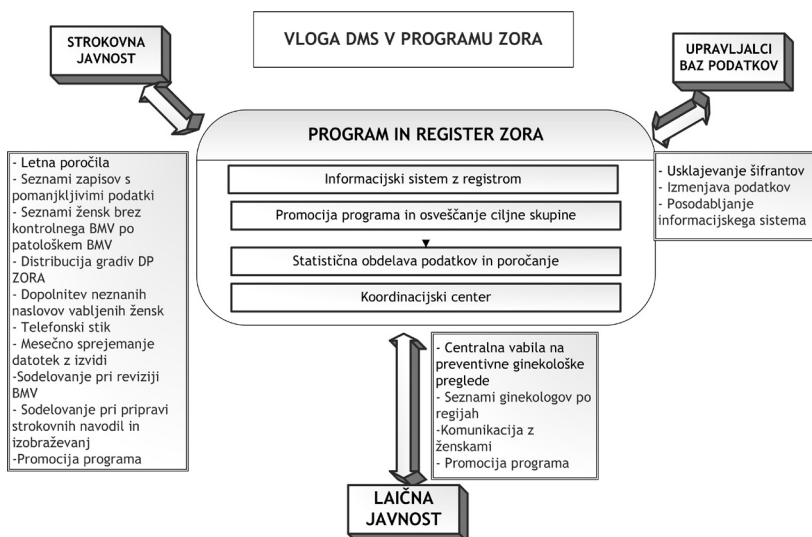 VLOGA DMS V PROGRAMU ZORA
STROKOVNA
JAVNOST
UPRAVLJALCI
BAZ PODATKOV
PROGRAM IN REGISTER ZORA
Informacijski sistem z registrom
Promocija programa in osveščanje ciljne skupine
Statistična obdelava podatkov in poročanje
Koordinacijski center
- Letna poročila
- Seznami zapisov s
pomanjkljivimi podatki
- Seznami žensk brez
kontrolnega BMV po
patološkem BMV
- Distribucija gradiv DP
ZORA
- Dopolnitev neznanih
naslovov vabljenih žensk
- Telefonski stik
- Mesečno sprejemanje
datotek z izvidi
-Sodelovanje pri reviziji
BMV
- Sodelovanje pri pripravi
strokovnih navodil in
izobraževanj
-Promocija programa
- Usklajevanje šifrantov
- Izmenjava podatkov
- Posodabljanje
informacijskega sistema
- Centralna vabila na
preventivne ginekološke
preglede
- Seznami ginekologov po
regijah
-Komunikacija z
ženskami
- Promocija programa
LAIČNA
JAVNOST